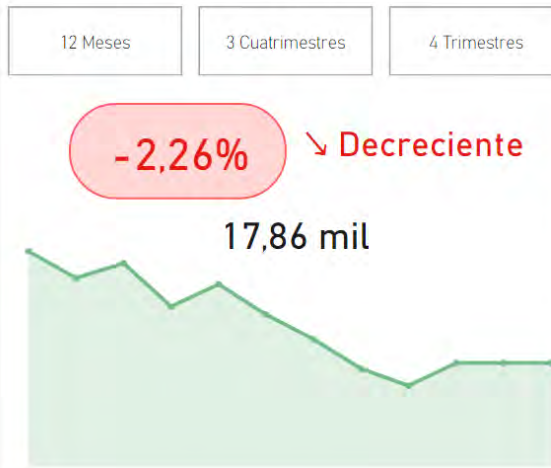 12 Meses
3 Cuatrimestres
4 Trimestres
-2,26%
↘ Decreciente
17,86 mil